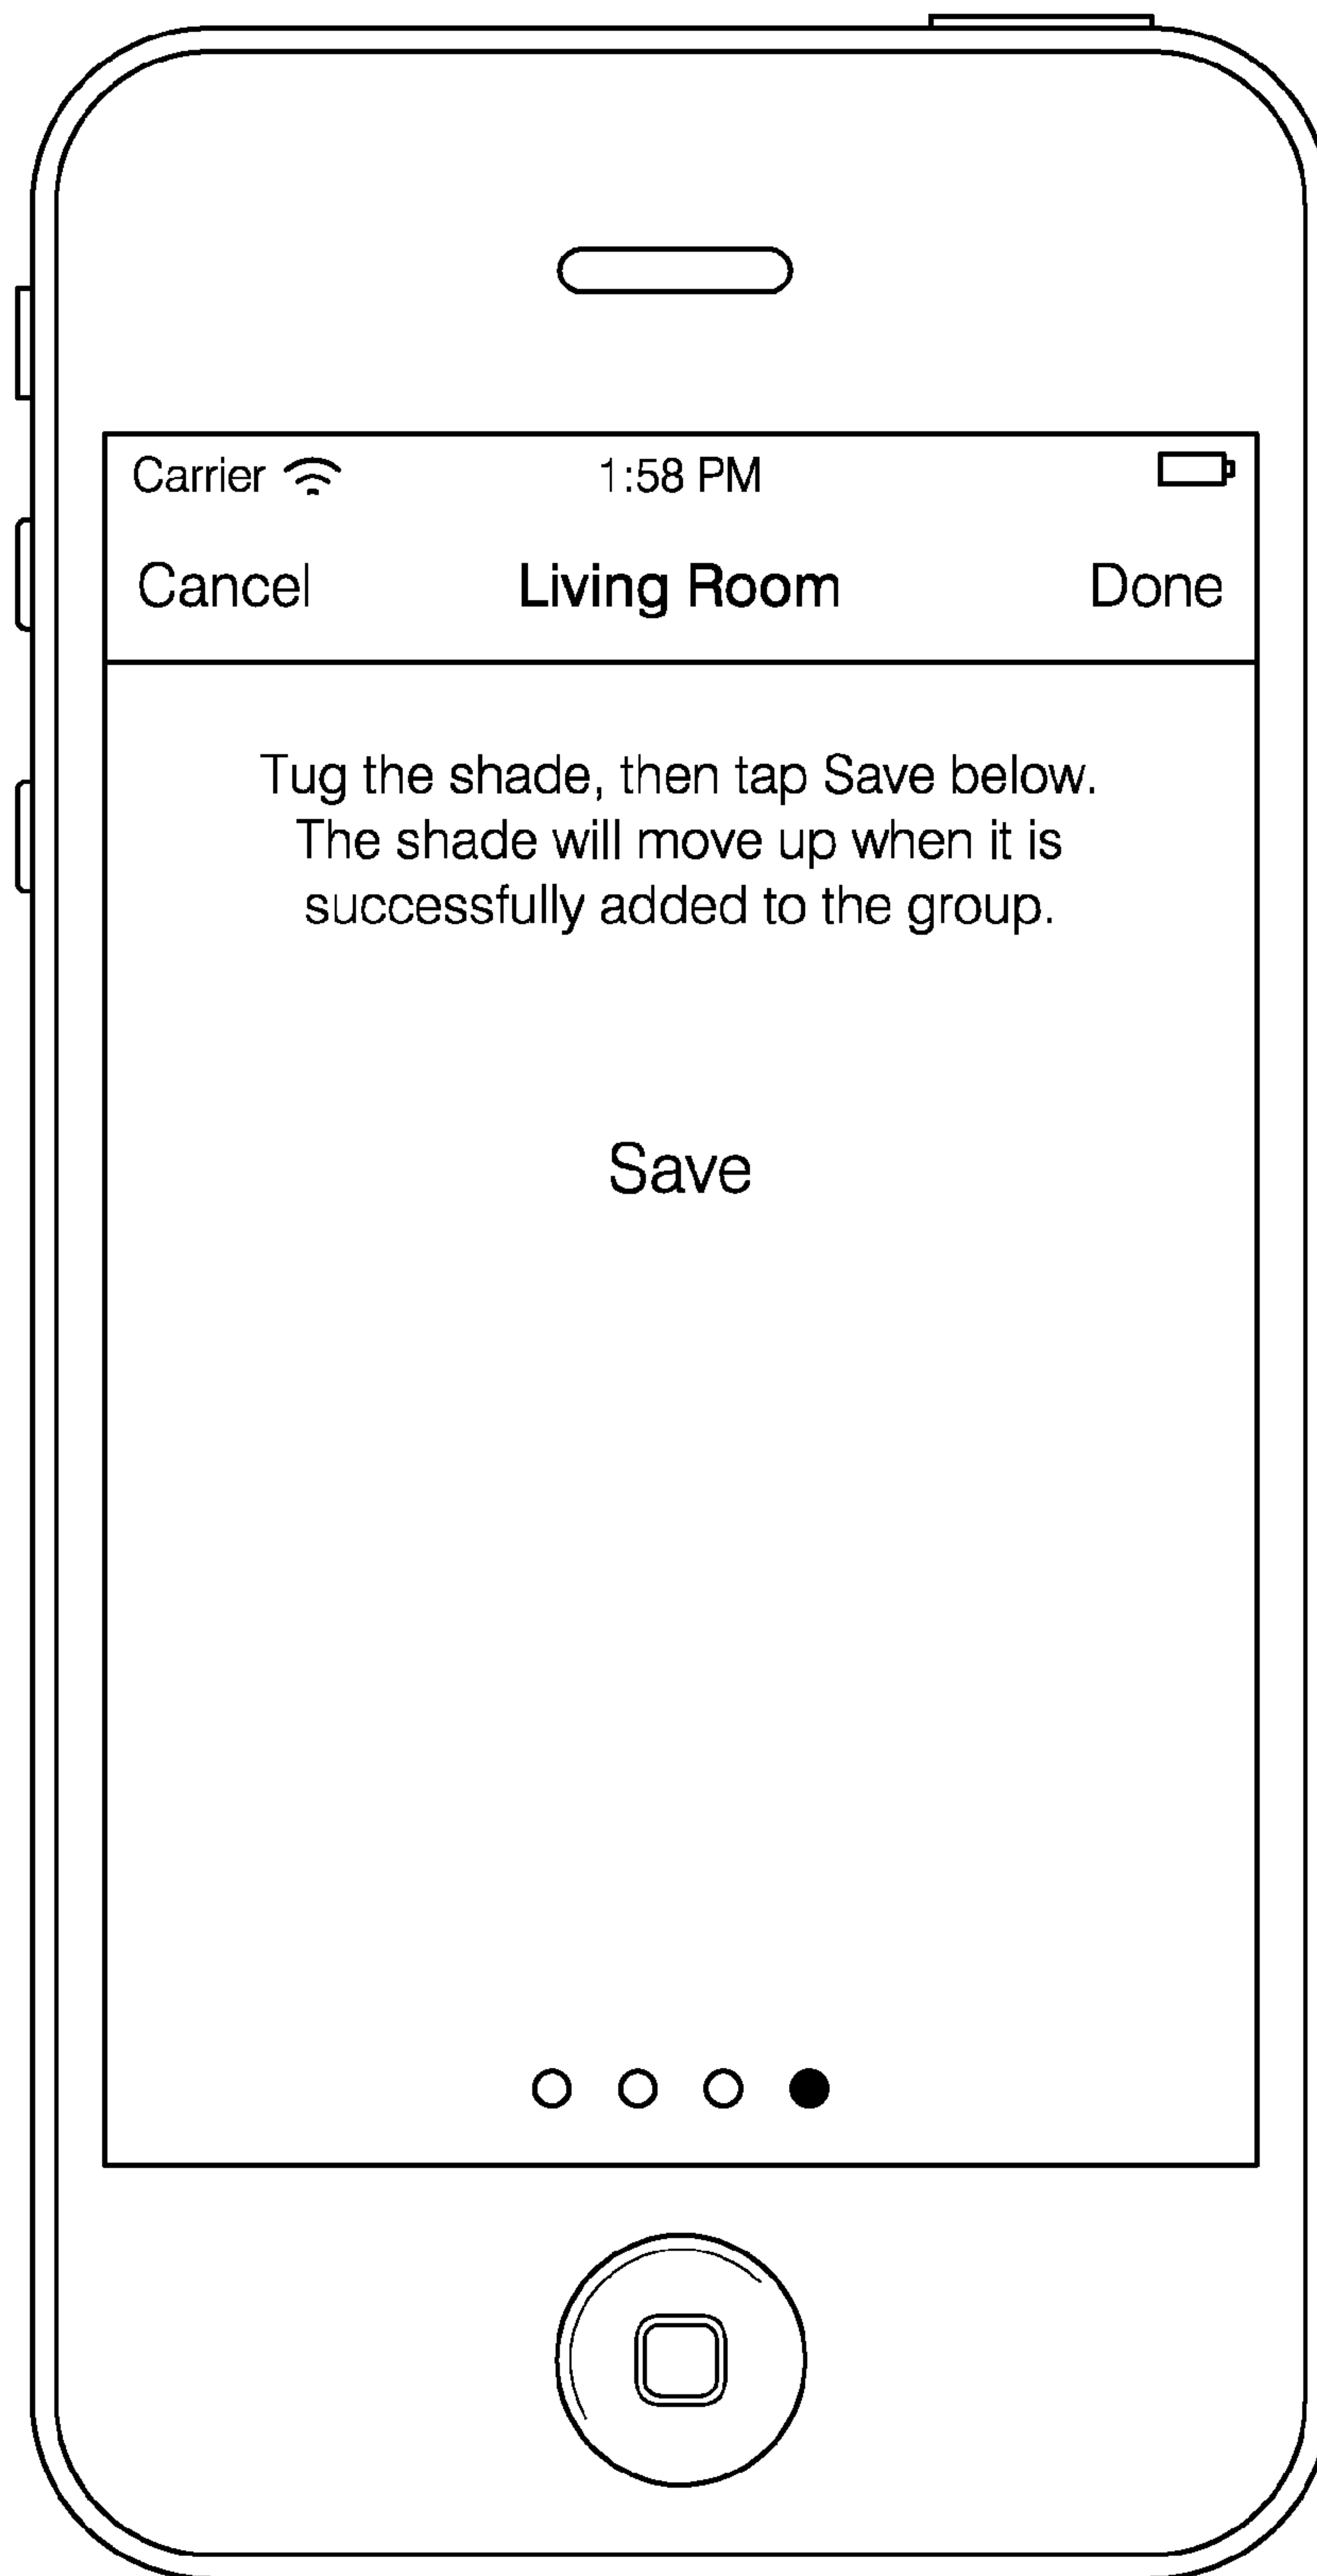 Carrier 1:58 PM
Cancel Living Room Done
Tug the shade, then tap Save below.
The shade will move up when it is
successfully added to the group.
Save